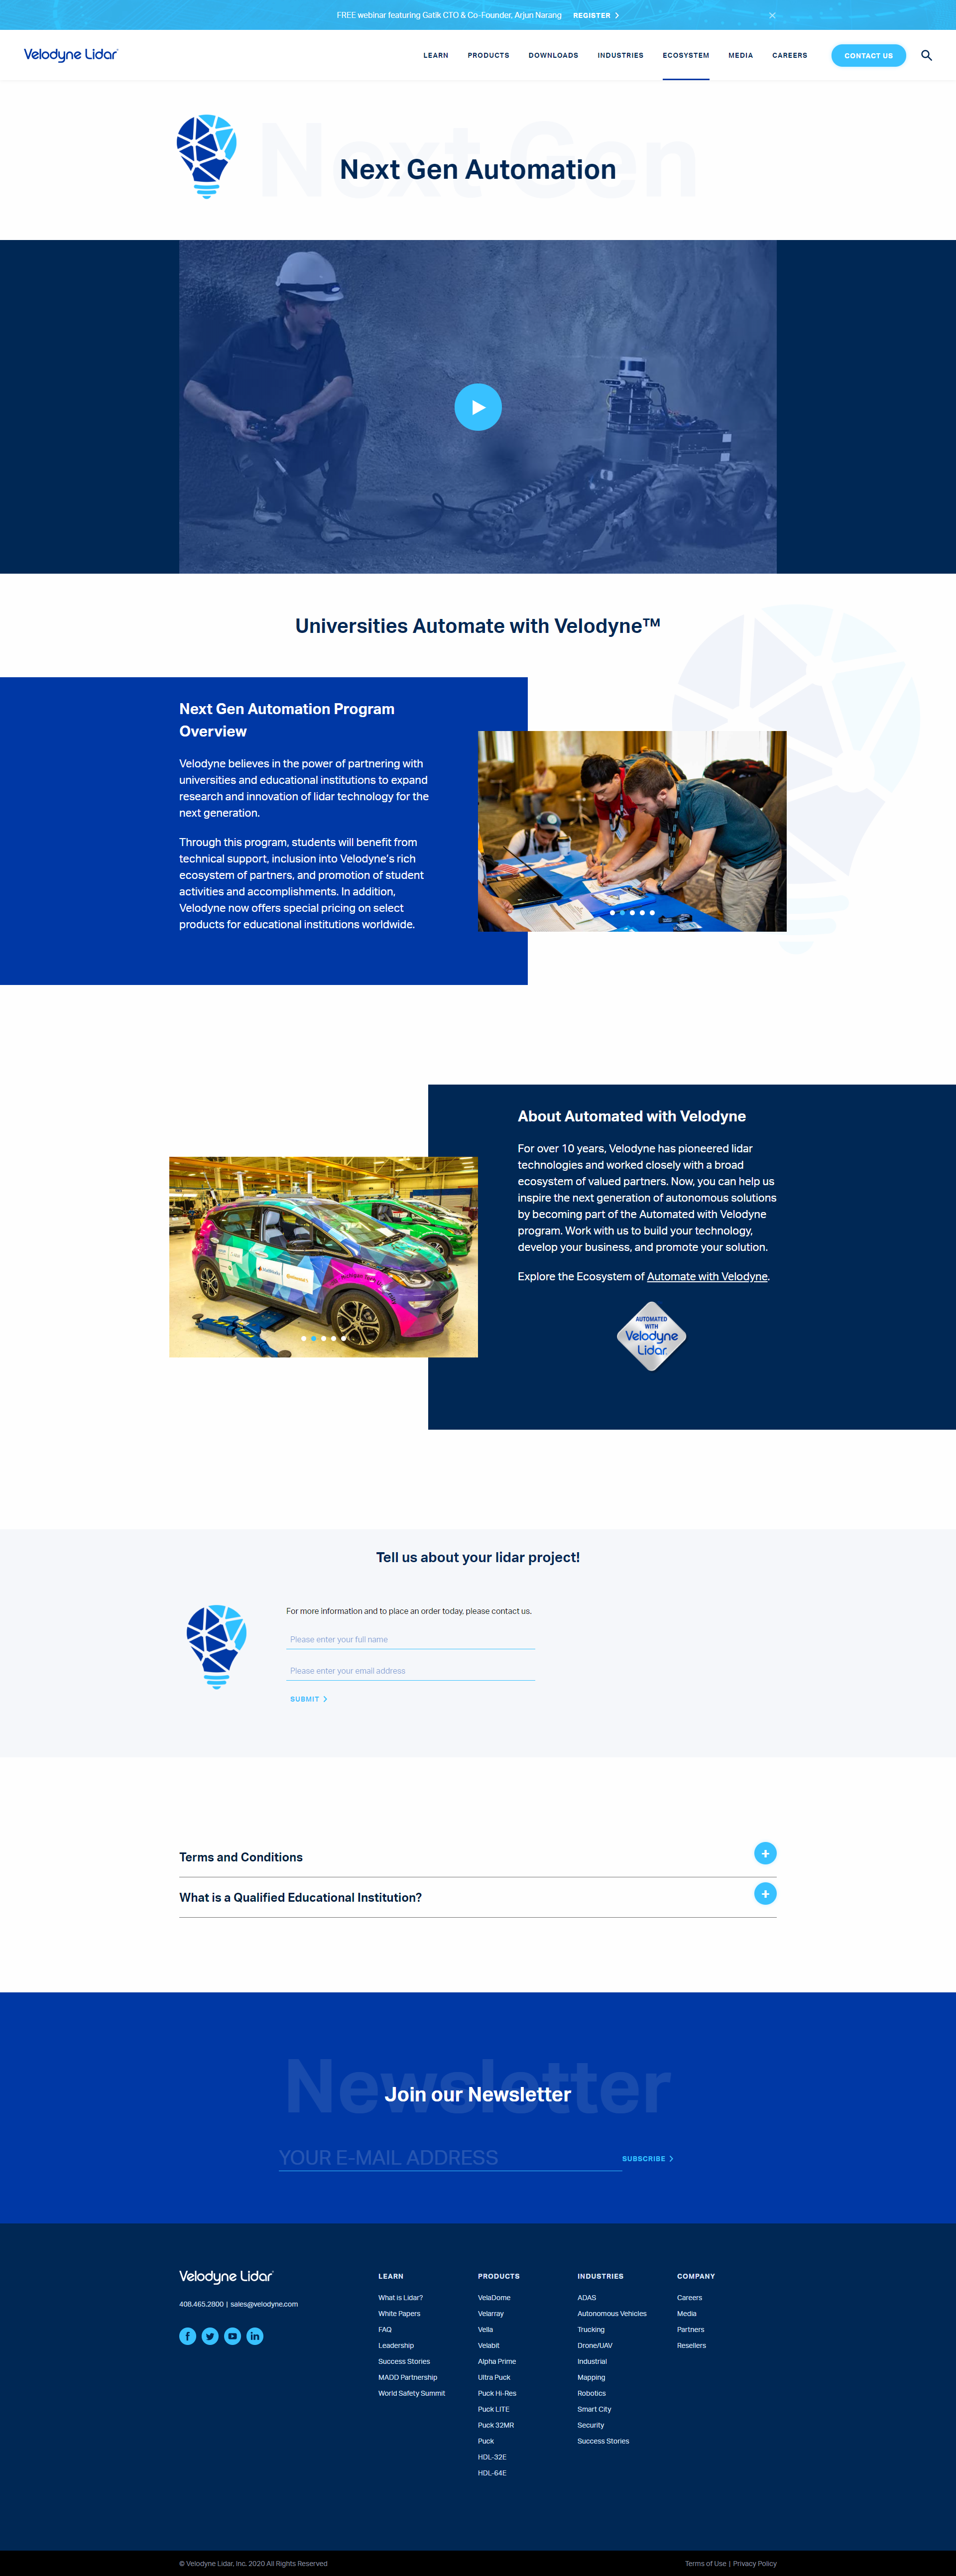 FREE webinar featuring Gatik CTO & Co-Founder, Arjun Narang REGISTER
Velodyne Lidar
LEARN PRODUCTS DOWNLOADS INDUSTRIES ECOSYSTEM MEDIA CAREERS CONTACT US
Next Gen
Next Gen Automation
Universities Automate with Velodyne™
Next Gen Automation Program
Overview
Velodyne believes in the power of partnering with
universities and educational institutions to expand
research and innovation of lidar technology for the
next generation.
Through this program, students will benefit from
technical support, inclusion into Velodyne's rich
ecosystem of partners, and promotion of student
activities and accomplishments. In addition,
Velodyne now offers special pricing on select
products for educational institutions worldwide.
About Automated with Velodyne
For over 10 years, Velodyne has pioneered lidar
technologies and worked closely with a broad
ecosystem of valued partners. Now, you can help us
inspire the next generation of autonomous solutions
by becoming part of the Automated with Velodyne
program. Work with us to build your technology,
develop your business, and promote your solution.
Explore the Ecosystem of Automate with Velodyne.
AUTOMATED
WITH
Velodyne
Lidar
Tell us about your lidar project!
For more information and to place an order today, please contact us.
Please enter your full name
Please enter your email address
SUBMIT
Terms and Conditions
What is a Qualified Educational Institution?
Newsletter
Join our Newsletter
YOUR E-MAIL ADDRESS
SUBSCRIBE
Velodyne Lidar
408.465.2800 | sales@velodyne.com
LEARN
What is Lidar?
White Papers
FAQ
Leadership
Success Stories
MADD Partnership
World Safety Summit
PRODUCTS
VelaDome
Velarray
Vella
Velabit
Alpha Prime
Ultra Puck
Puck Hi-Res
Puck LITE
Puck 32MR
Puck
HDL-32E
HDL-64E
INDUSTRIES
ADAS
Autonomous Vehicles
Trucking
Drone/UAV
Industrial
Mapping
Robotics
Smart City
Security
Success Stories
COMPANY
Careers
Media
Partners
Resellers
© Velodyne Lidar, Inc. 2020 All Rights Reserved
Terms of Use | Privacy Policy